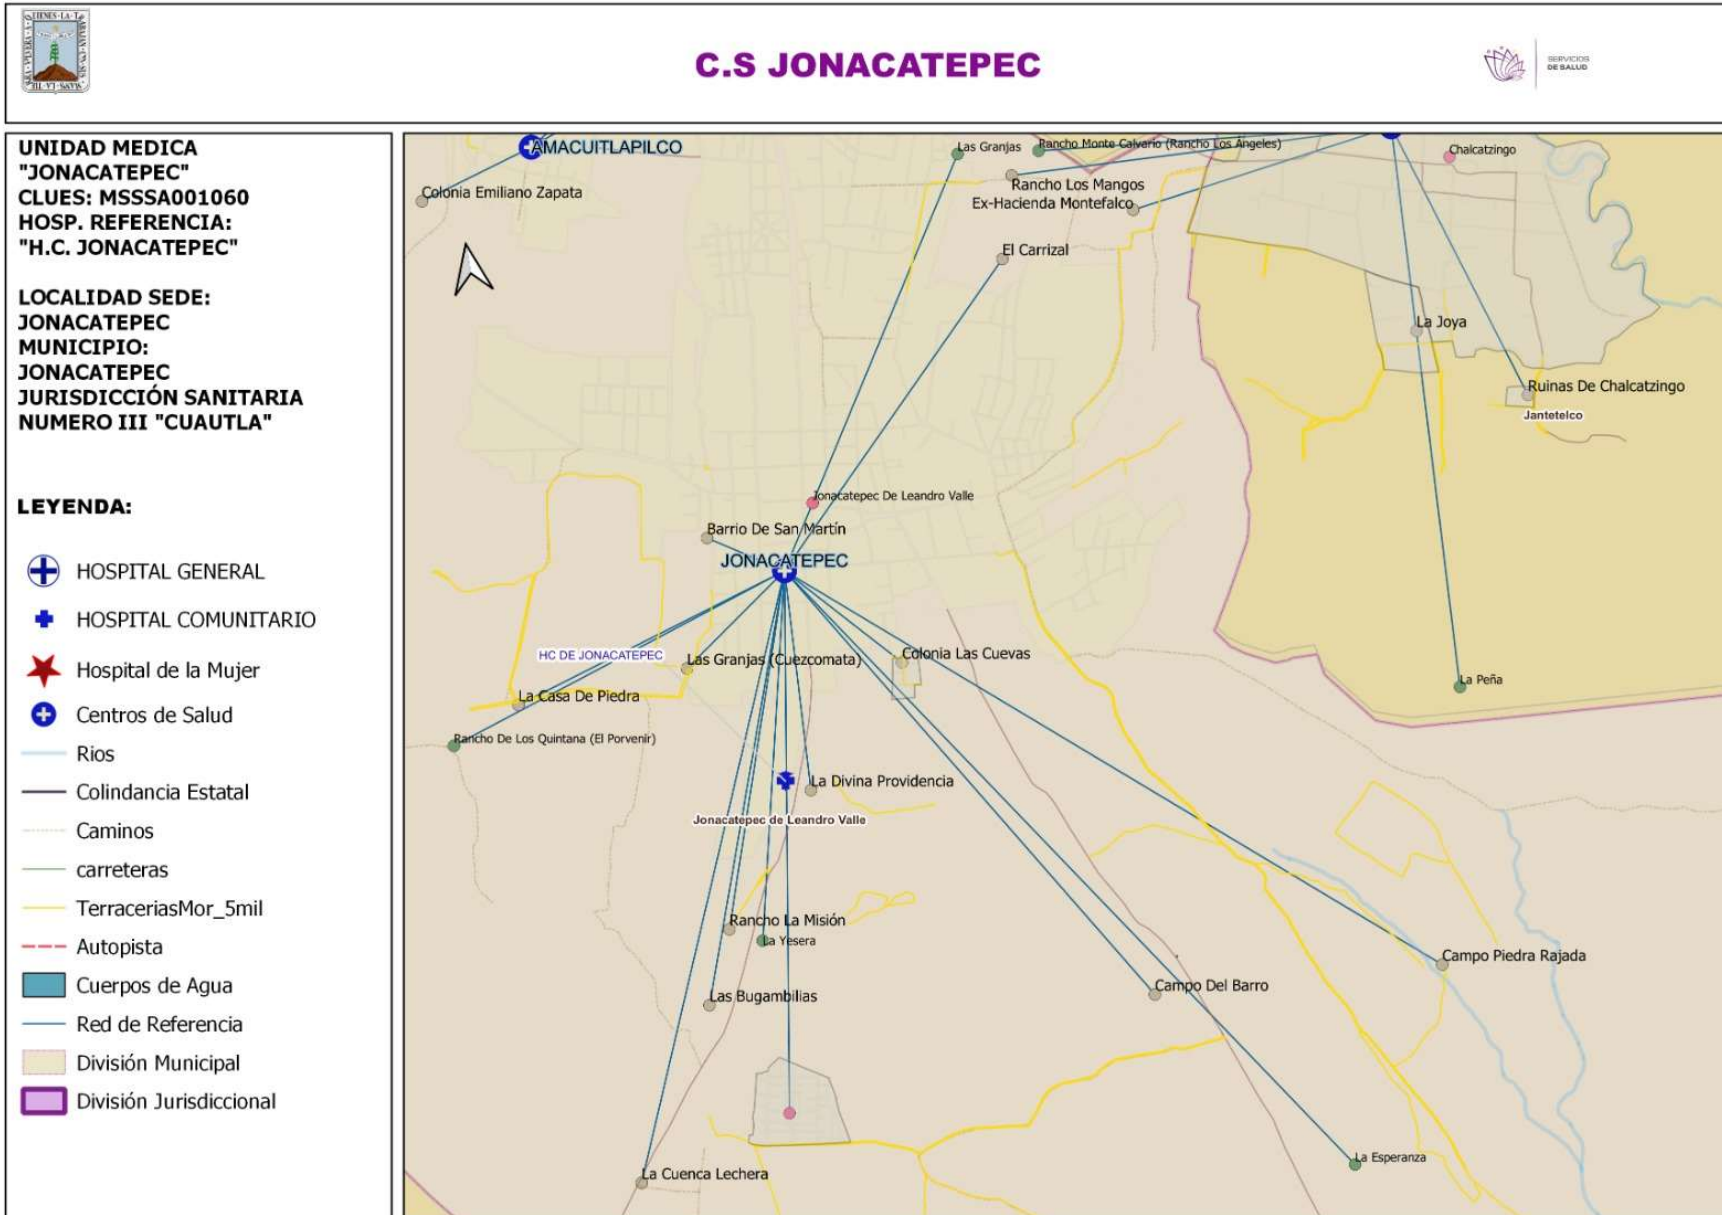 C.S JONACATEPEC
SERVICIOS
DE SALUD
UNIDAD MEDICA
"JONACATEPEC"
CLUES: MSSSA001060
HOSP. REFERENCIA:
"H.C. JONACATEPEC"
LOCALIDAD SEDE:
JONACATEPEC
MUNICIPIO:
JONACATEPEC
JURISDICCIÓN SANITARIA
NUMERO III "CUAUTLA"
LEYENDA:
HOSPITAL GENERAL
HOSPITAL COMUNITARIO
Hospital de la Mujer
Centros de Salud
Rios
Colindancia Estatal
Caminos
carreteras
TerraceriasMor_5mil
Autopista
Cuerpos de Agua
Red de Referencia
División Municipal
División Jurisdiccional
AMACUITLAPILCO
Colonia Emiliano Zapata
Las Granjas
Rancho Monte Calvario (Rancho Los Ángeles)
Chalcatzingo
Rancho Los Mangos
Ex-Hacienda Montefalco
El Carrizal
La Joya
Ruinas De Chalcatzingo
Jantetelco
Jonacatepec De Leandro Valle
Barrio De San Martín
JONACATEPEC
HC DE JONACATEPEC
Las Granjas (Cuezcomata)
Colonia Las Cuevas
La Peña
La Casa De Piedra
Rancho De Los Quintana (El Porvenir)
La Divina Providencia
Jonacatepec de Leandro Valle
Rancho La Misión
La Yesera
Campo Piedra Rajada
Campo Del Barro
Las Bugambilias
La Esperanza
La Cuenca Lechera